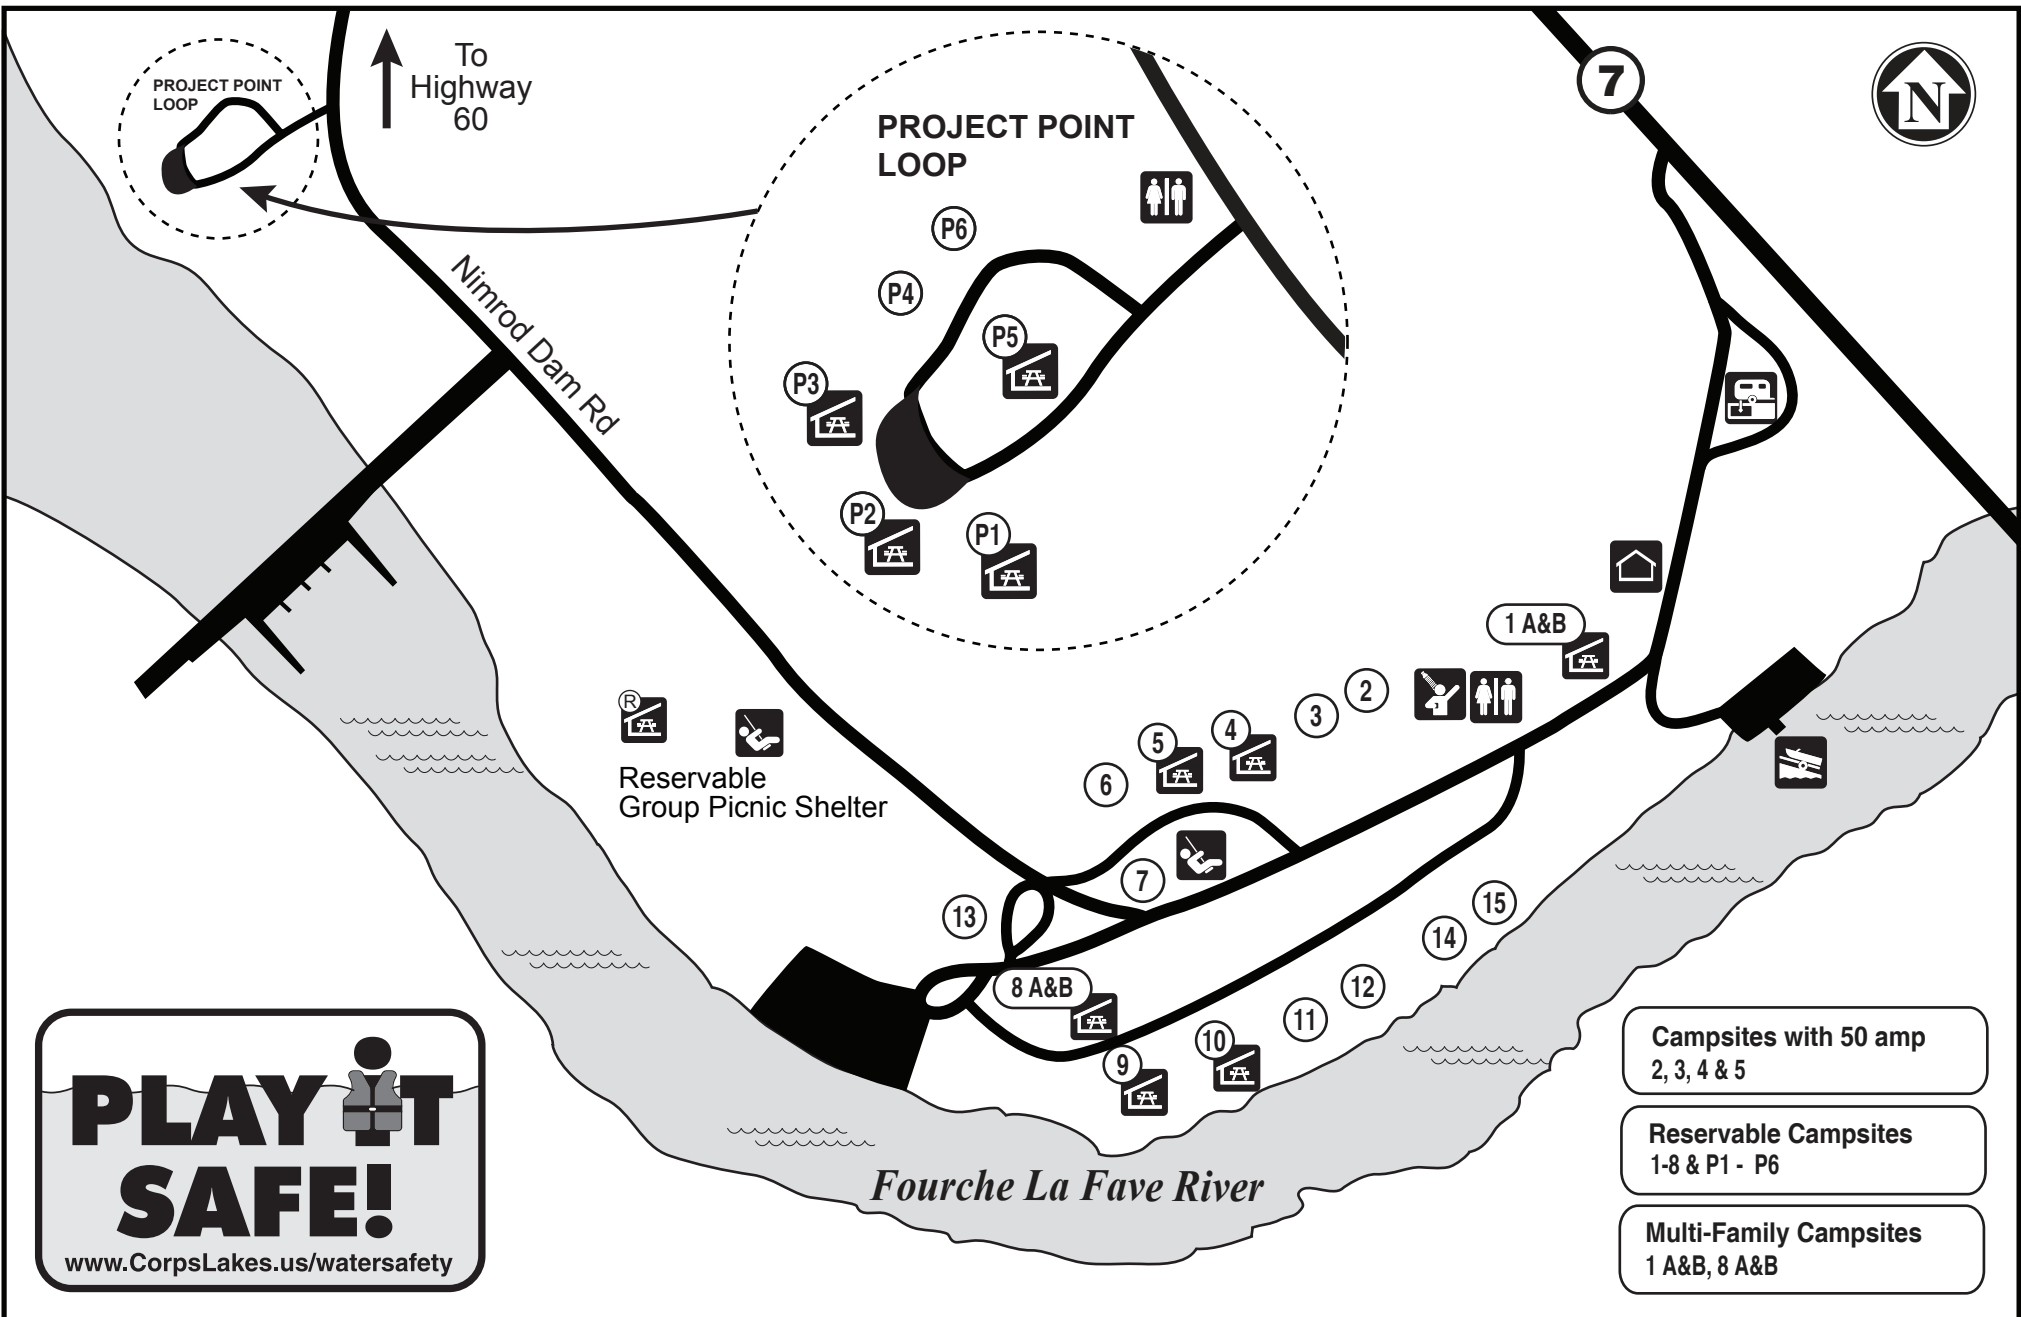 PROJECT POINT
LOOP
To
Highway
60
7
N
PROJECT POINT
LOOP
P6
P4
P5
P3
P2
P1
Nimrod Dam Rd
1 A&B
2
3
4
5
6
7
R
Reservable
Group Picnic Shelter
13
8 A&B
15
14
12
11
10
9
Fourche La Fave River
PLAY IT
SAFE!
www.CorpsLakes.us/watersafety
Campsites with 50 amp
2, 3, 4 & 5
Reservable Campsites
1-8 & P1 - P6
Multi-Family Campsites
1 A&B, 8 A&B